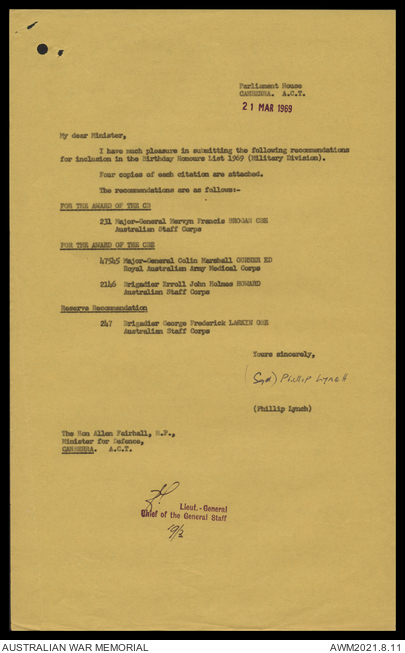 Parliament House
CANBERRA. A.C.T.
21 MAR 1969
My dear Minister,
I have much pleasure in submitting the following recommendations
for inclusion in the Birthday Honours List 1969 (Military Division).
Four copies of each citation are attached.
The recommendations are as follows:-
FOR THE AWARD OF THE CB
231 Major-General Mervyn Francis BROGAN CBE
Australian Staff Corps
FOR THE AWARD OF THE CBE
47545 Major-General Colin Marshall GURNER ED
Royal Australian Army Medical Corps
2146 Brigadier Erroll John Holmes HOWARD
Australian Staff Corps
Reserve Recommendation
247 Brigadier George Frederick LARKIN OBE
Australian Staff Corps
Yours sincerely,
(Sgd) Phillip Lynch
(Phillip Lynch)
The Hon Allen Fairhall, M.P.,
Minister for Defence,
CANBERRA. A.C.T.
Lieut.-General
Chief of the General Staff
AUSTRALIAN WAR MEMORIAL
AWM2021.8.11